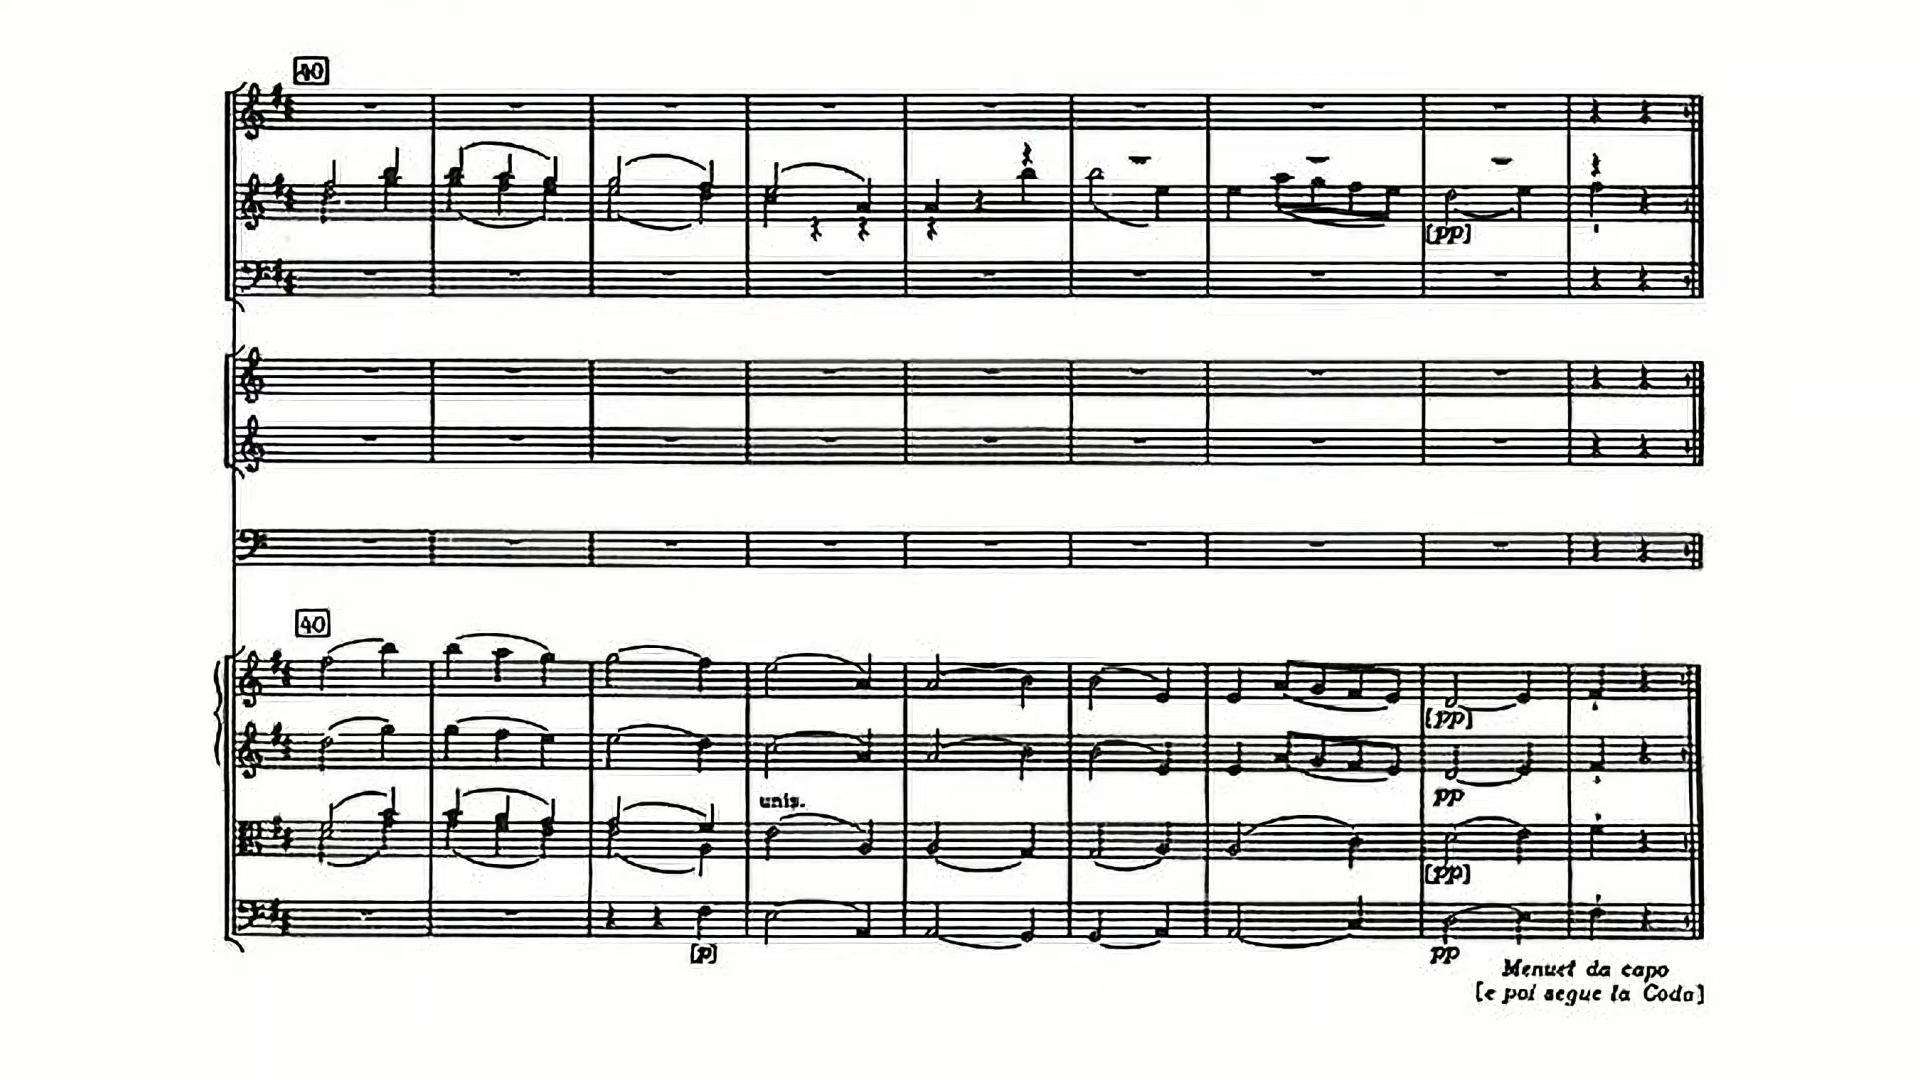 40
[pp]
40
[pp]
unis.
pp
[pp]
[p]
pp
Menuet da capo
[e poi segue la Coda]